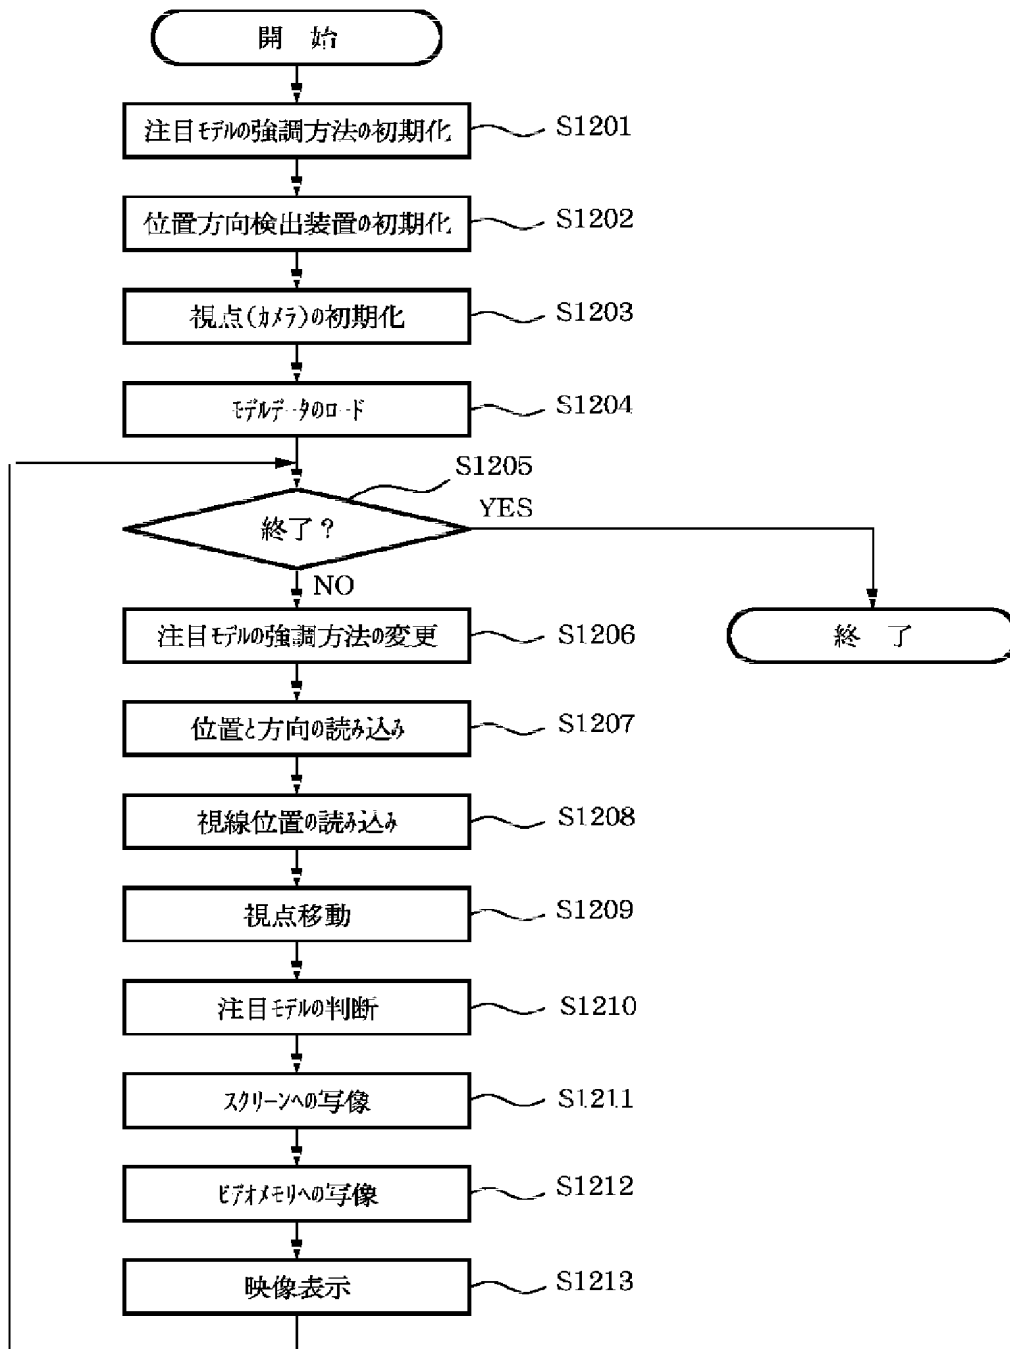 開 始
注目モデルの強調方法の初期化
S1201
位置方向検出装置の初期化
S1202
視点(カメラ)の初期化
S1203
モデルデータのロード
S1204
S1205
終了?
YES
NO
終 了
注目モデルの強調方法の変更
S1206
位置と方向の読み込み
S1207
視線位置の読み込み
S1208
視点移動
S1209
注目モデルの判断
S1210
スクリーンへの写像
S1211
ビデオメモリへの写像
S1212
映像表示
S1213